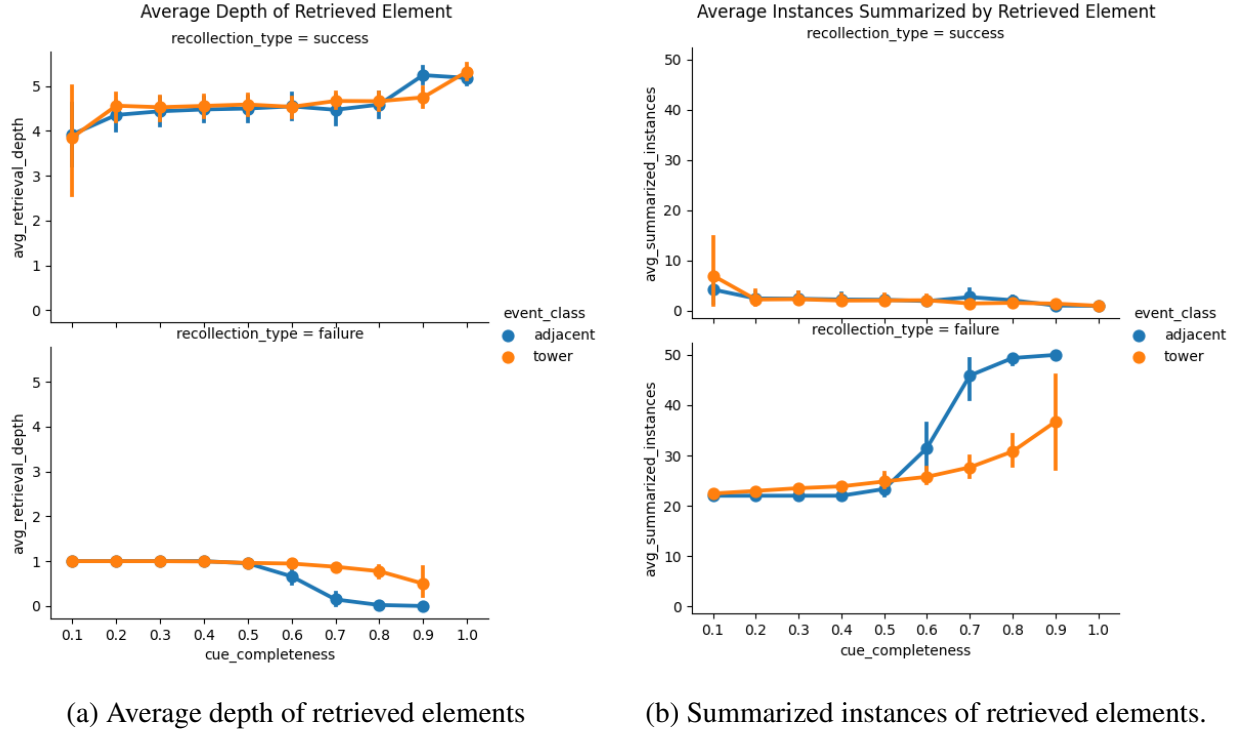 Average Depth of Retrieved Element
recollection_type = success
5
4
3
2
1
0
avg_retrieval_depth
recollection_type = failure
5
4
3
2
1
0
avg_retrieval_depth
0.1 0.2 0.3 0.4 0.5 0.6 0.7 0.8 0.9 1.0
cue_completeness
event_class
adjacent
tower
(a) Average depth of retrieved elements
Average Instances Summarized by Retrieved Element
recollection_type = success
50
40
30
20
10
0
avg_summarized_instances
recollection_type = failure
50
40
30
20
10
0
avg_summarized_instances
0.1 0.2 0.3 0.4 0.5 0.6 0.7 0.8 0.9 1.0
cue_completeness
event_class
adjacent
tower
(b) Summarized instances of retrieved elements.